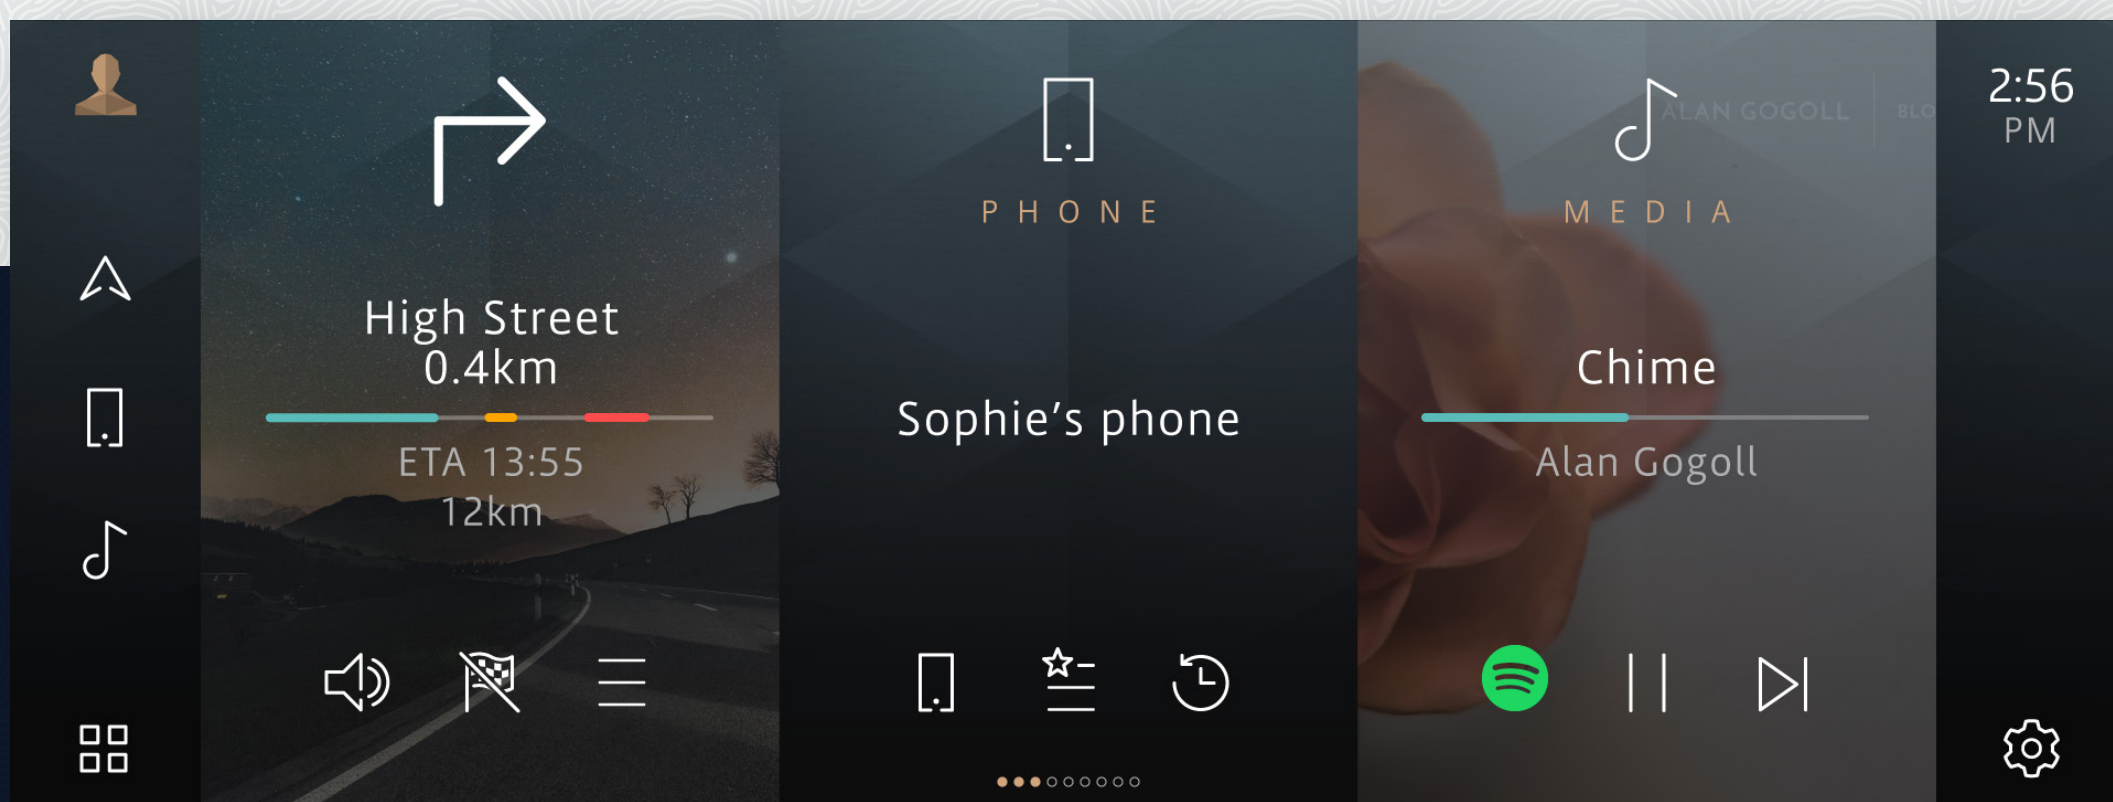 High Street
0.4km
ETA 13:55
12km
PHONE
Sophie’s phone
ALAN GOGOLL
BLO
MEDIA
Chime
Alan Gogoll
2:56
PM